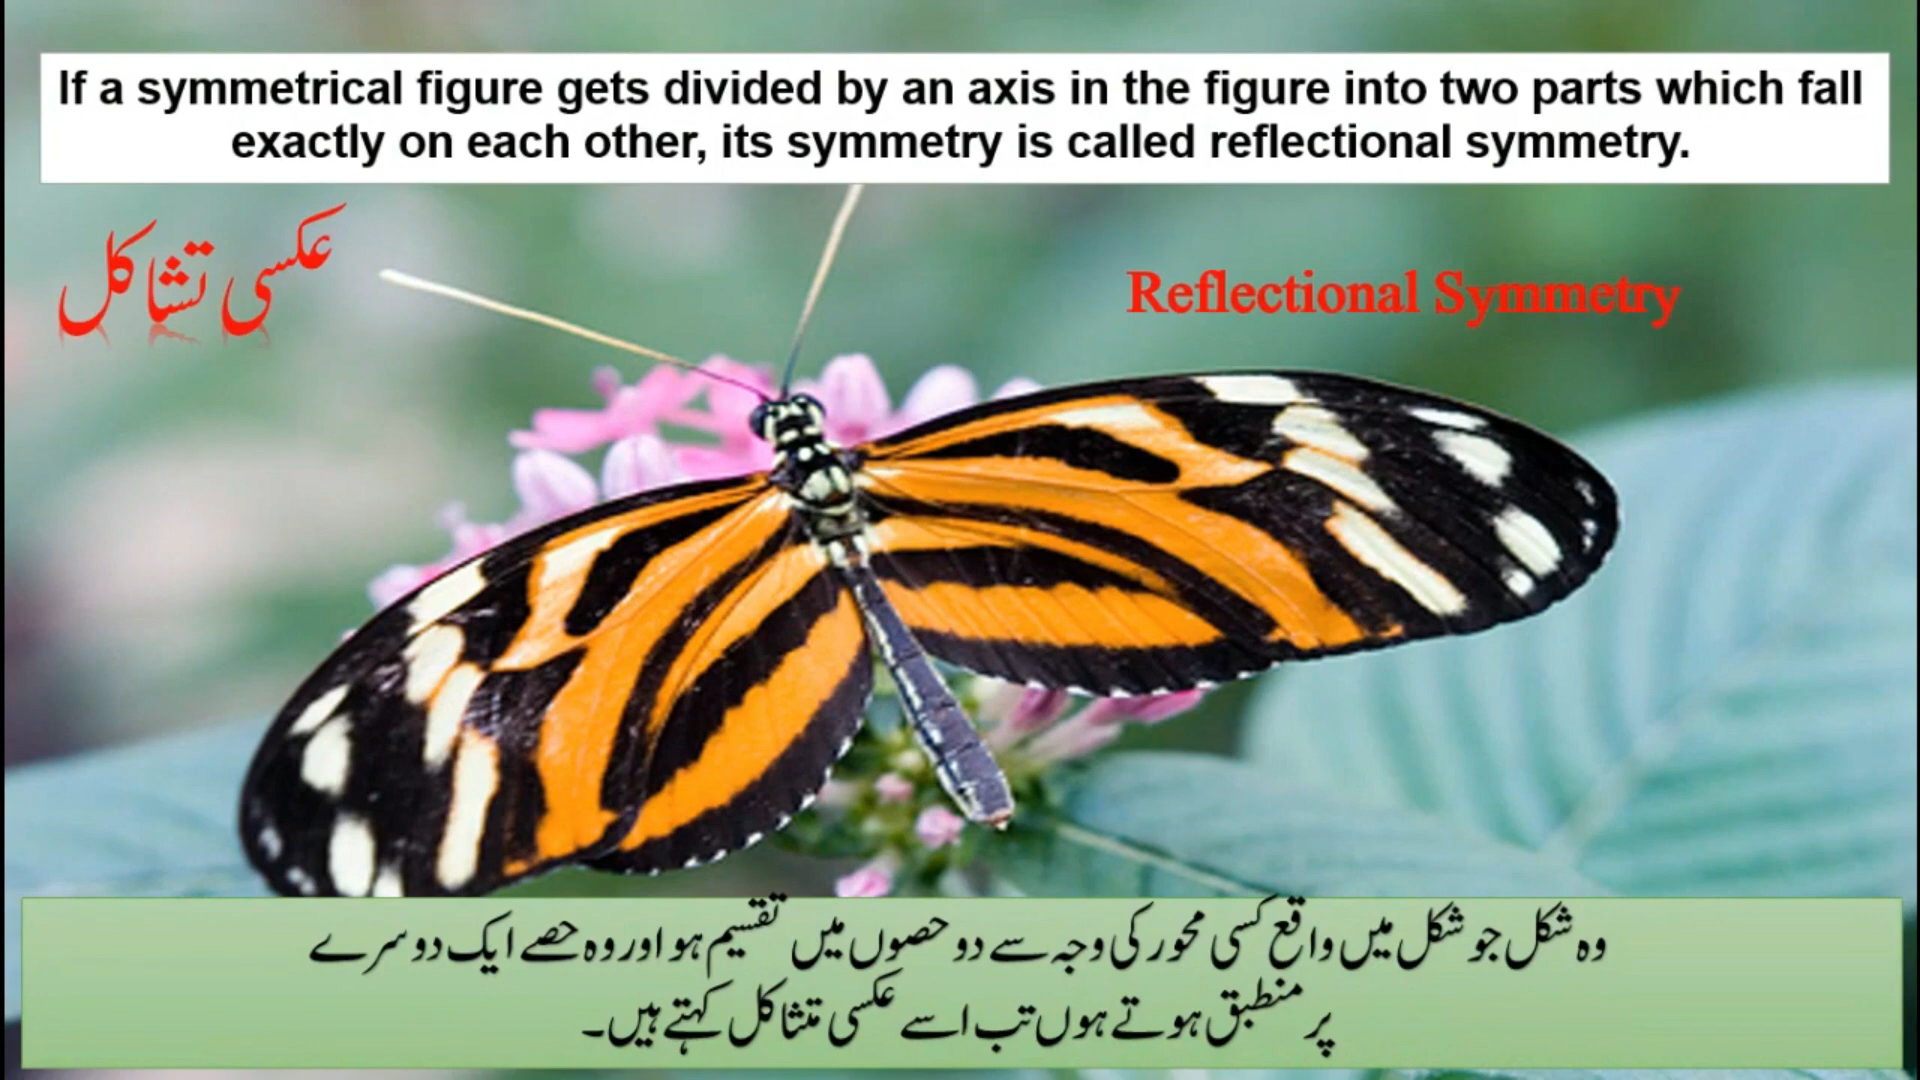 If a symmetrical figure gets divided by an axis in the figure into two parts which fall
exactly on each other, its symmetry is called reflectional symmetry.
عکسی تشاکل
Reflectional Symmetry
وہ شکل جو شکل میں واقع کسی محور کی وجہ سے دو حصوں میں تقسیم ہو اور وہ حصے ایک دوسرے
پر منطبق ہوتے ہوں تب اسے عکسی متشاکل کہتے ہیں۔